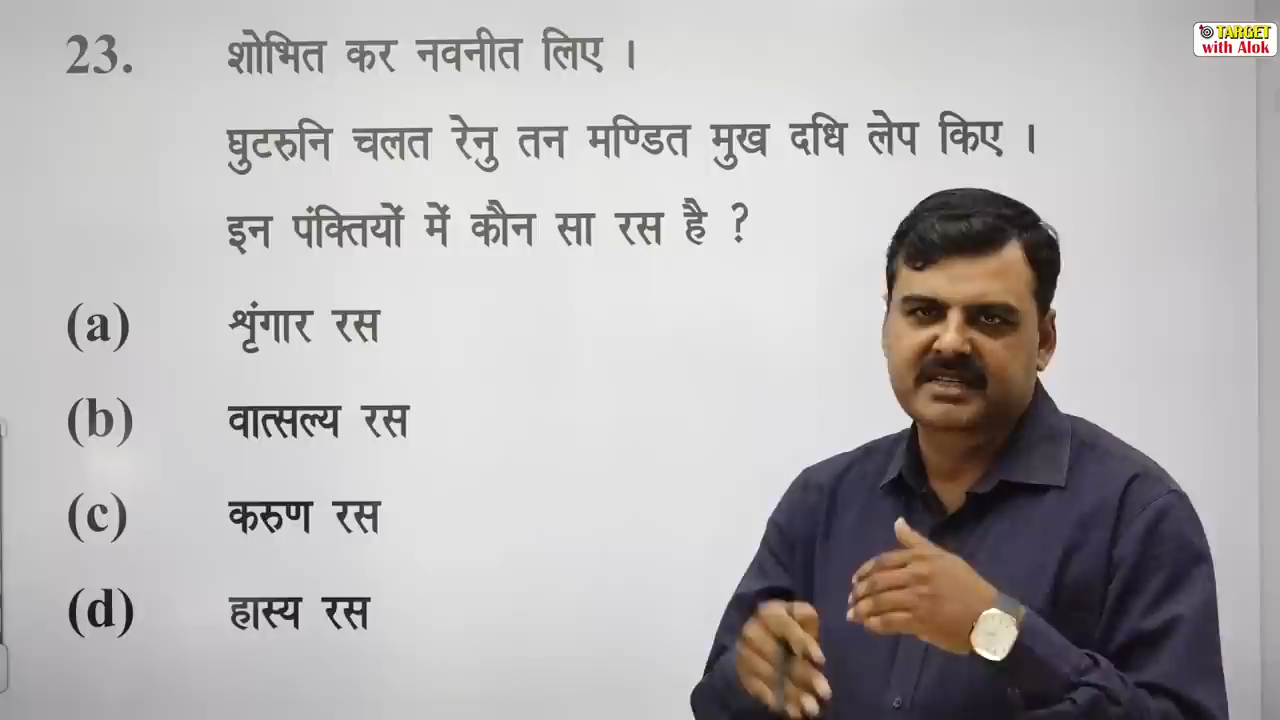 TARGET
with Alok
23. शोभित कर नवनीत लिए ।
घुटरुनि चलत रेनु तन मण्डित मुख दधि लेप किए ।
इन पंक्तियों में कौन सा रस है ?
(a) शृंगार रस
(b) वात्सल्य रस
(c) करुण रस
(d) हास्य रस